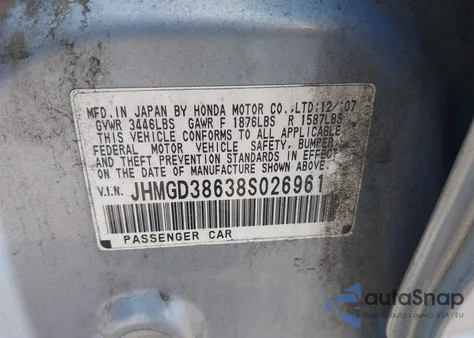 MFD. IN JAPAN BY HONDA MOTOR CO.,LTD:12/'07
GVWR 3446LBS GAWR F 1876LBS R 1587LBS
THIS VEHICLE CONFORMS TO ALL APPLICABLE
FEDERAL MOTOR VEHICLE SAFETY, BUMPER,
AND THEFT PREVENTION STANDARDS IN EFFECT
ON THE DATE OF MANUFACTURE SHOWN ABOVE.
V.I.N. JHMGD38638S026961
PASSENGER CAR
autoSnap